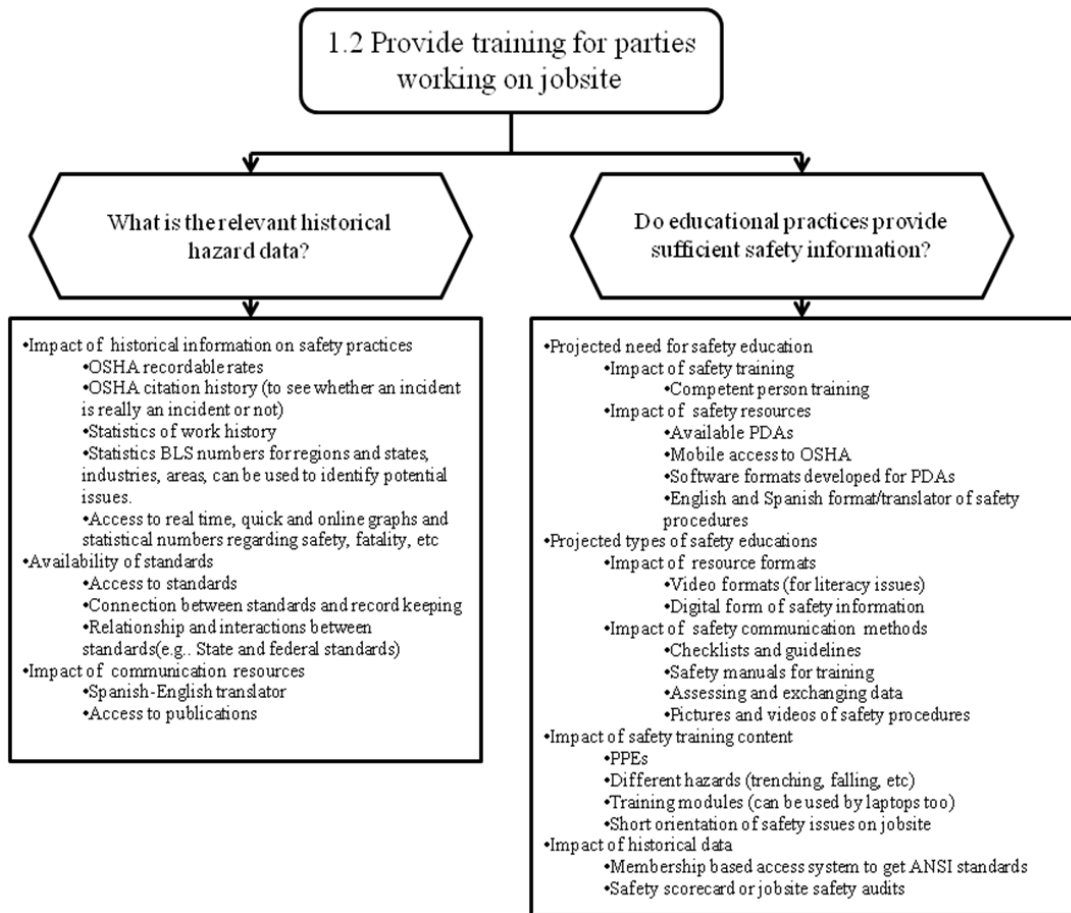 1.2 Provide training for parties
working on jobsite
What is the relevant historical
hazard data?
•Impact of historical information on safety practices
•OSHA recordable rates
•OSHA citation history (to see whether an incident
is really an incident or not)
•Statistics of work history
•Statistics BLS numbers for regions and states,
industries, areas, can be used to identify potential
issues.
•Access to real time, quick and online graphs and
statistical numbers regarding safety, fatality, etc
•Availability of standards
•Access to standards
•Connection between standards and record keeping
•Relationship and interactions between
standards(e.g.. State and federal standards)
•Impact of communication resources
•Spanish-English translator
•Access to publications
Do educational practices provide
sufficient safety information?
•Projected need for safety education
•Impact of safety training
•Competent person training
•Impact of safety resources
•Available PDAs
•Mobile access to OSHA
•Software formats developed for PDAs
•English and Spanish format/translator of safety
procedures
•Projected types of safety educations
•Impact of resource formats
•Video formats (for literacy issues)
•Digital form of safety information
•Impact of safety communication methods
•Checklists and guidelines
•Safety manuals for training
•Assessing and exchanging data
•Pictures and videos of safety procedures
•Impact of safety training content
•PPEs
•Different hazards (trenching, falling, etc)
•Training modules (can be used by laptops too)
•Short orientation of safety issues on jobsite
•Impact of historical data
•Membership based access system to get ANSI standards
•Safety scorecard or jobsite safety audits